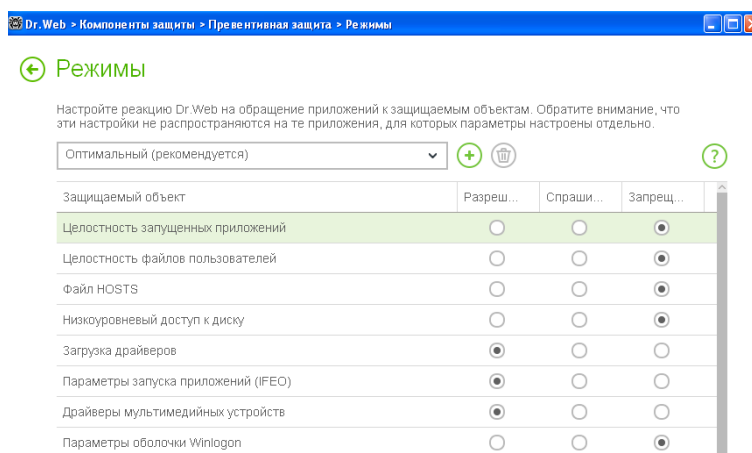 Dr.Web > Компоненты защиты > Превентивная защита > Режимы
Режимы
Настройте реакцию Dr.Web на обращение приложений к защищаемым объектам. Обратите внимание, что
эти настройки не распространяются на те приложения, для которых параметры настроены отдельно.
Оптимальный (рекомендуется)
?
Защищаемый объект Разреш... Спраши... Запрещ...
Целостность запущенных приложений
Целостность файлов пользователей
Файл HOSTS
Низкоуровневый доступ к диску
Загрузка драйверов
Параметры запуска приложений (IFEO)
Драйверы мультимедийных устройств
Параметры оболочки Winlogon